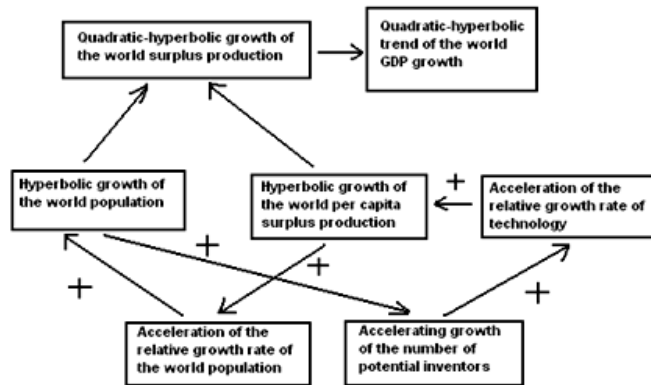 Quadratic-hyperbolic growth of
the world surplus production
Quadratic-hyperbolic
trend of the world
GDP growth
Hyperbolic growth of
the world population
Hyperbolic growth of
the world per capita
surplus production
+
Acceleration of the
relative growth rate of
technology
+
+
+
+
Acceleration of the
relative growth rate of
the world population
Accelerating growth
of the number of
potential inventors